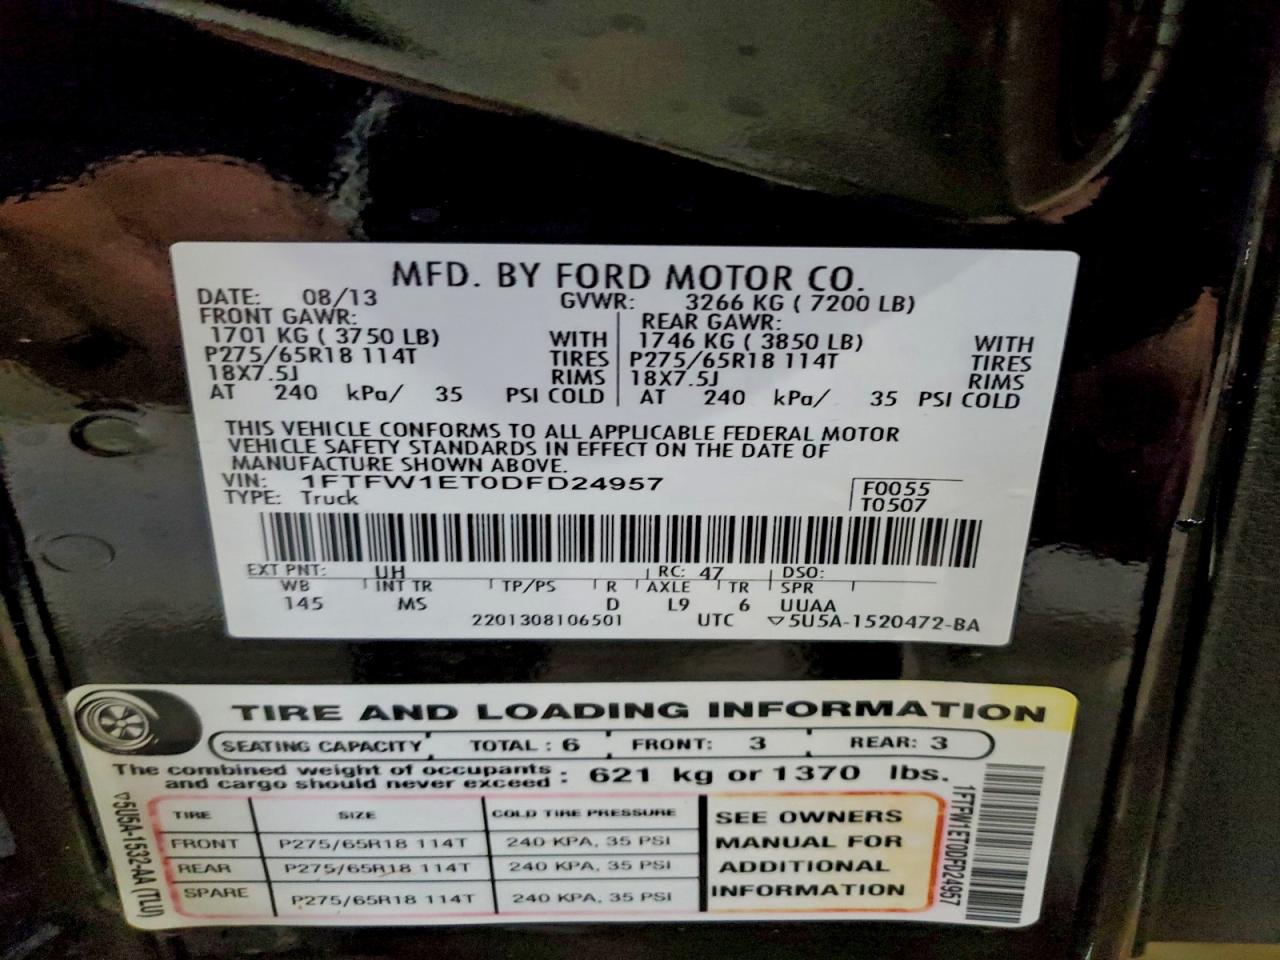 MFD. BY FORD MOTOR CO.
DATE: 08/13 GVWR: 3266 KG ( 7200 LB)
FRONT GAWR: REAR GAWR:
1701 KG ( 3750 LB) WITH 1746 KG ( 3850 LB) WITH
P275/65R18 114T TIRES P275/65R18 114T TIRES
18X7.5J RIMS 18X7.5J RIMS
AT 240 kPa/ 35 PSI COLD AT 240 kPa/ 35 PSI COLD
THIS VEHICLE CONFORMS TO ALL APPLICABLE FEDERAL MOTOR
VEHICLE SAFETY STANDARDS IN EFFECT ON THE DATE OF
MANUFACTURE SHOWN ABOVE.
VIN: 1FTFW1ET0DFD24957 F0055
TYPE: Truck T0507
EXT PNT: UH RC: 47 DSO:
WB INT TR TP/PS R AXLE TR SPR
145 MS D L9 6 UUAA
2201308106501 UTC ▽5U5A-1520472-BA
TIRE AND LOADING INFORMATION
SEATING CAPACITY TOTAL : 6 FRONT: 3 REAR: 3
The combined weight of occupants
and cargo should never exceed : 621 kg or 1370 lbs.
TIRE SIZE COLD TIRE PRESSURE
FRONT P275/65R18 114T 240 KPA, 35 PSI
REAR P275/65R18 114T 240 KPA, 35 PSI
SPARE P275/65R18 114T 240 KPA, 35 PSI
SEE OWNERS
MANUAL FOR
ADDITIONAL
INFORMATION
▽5U5A-1532-AA (TLU)
1FTFW1ET0DFD24957